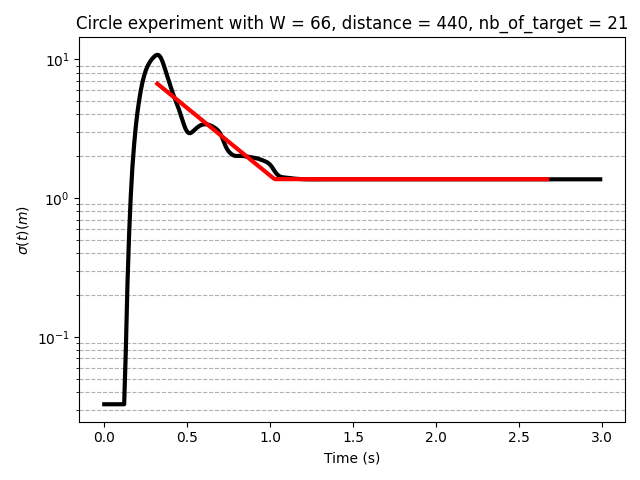 Circle experiment with W = 66, distance = 440, nb_of_target = 21
10¹
10⁰
10⁻¹
σ(t)(m)
0.0 0.5 1.0 1.5 2.0 2.5 3.0
Time (s)